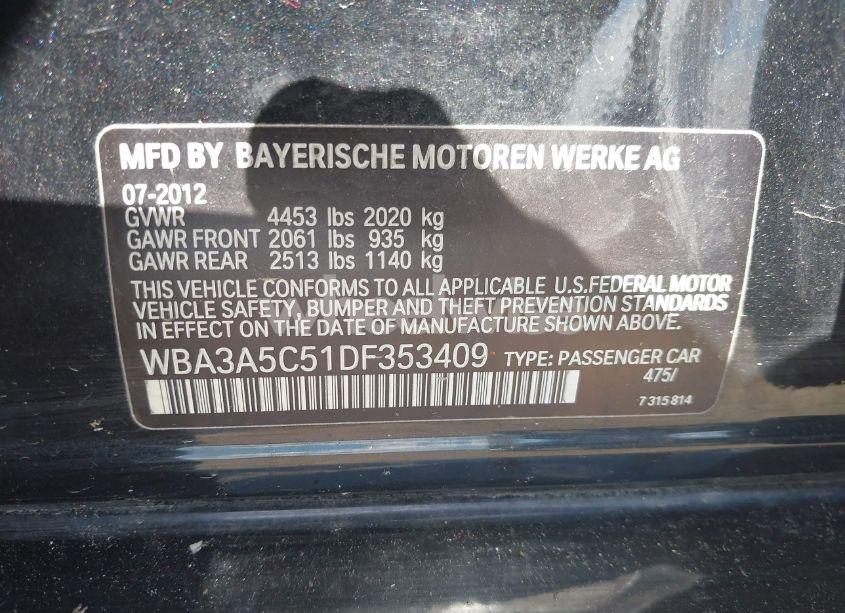 MFD BY BAYERISCHE MOTOREN WERKE AG
07-2012
GVWR 4453 lbs 2020 kg
GAWR FRONT 2061 lbs 935 kg
GAWR REAR 2513 lbs 1140 kg
THIS VEHICLE CONFORMS TO ALL APPLICABLE U.S.FEDERAL MOTOR
VEHICLE SAFETY, BUMPER AND THEFT PREVENTION STANDARDS
IN EFFECT ON THE DATE OF MANUFACTURE SHOWN ABOVE.
WBA3A5C51DF353409 TYPE: PASSENGER CAR
475/
7 315 814